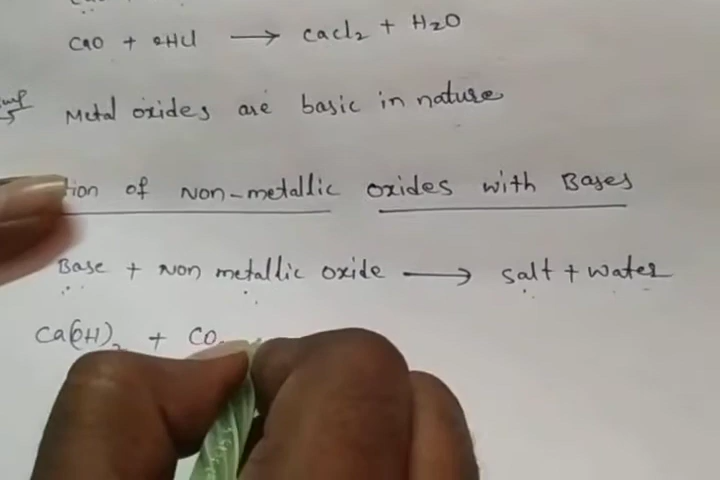 CaO + 2HCl ⟶ CaCl₂ + H₂O
Imp Metal oxides are basic in nature
tion of Non-metallic oxides with Bases
Base + Non metallic oxide ⟶ salt + water
Ca(OH)₂ + CO